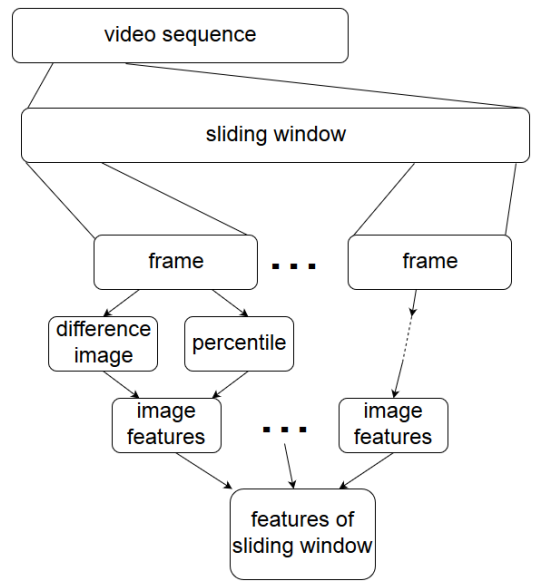 video sequence
sliding window
frame
...
frame
difference
image
percentile
image
features
...
image
features
features of
sliding window